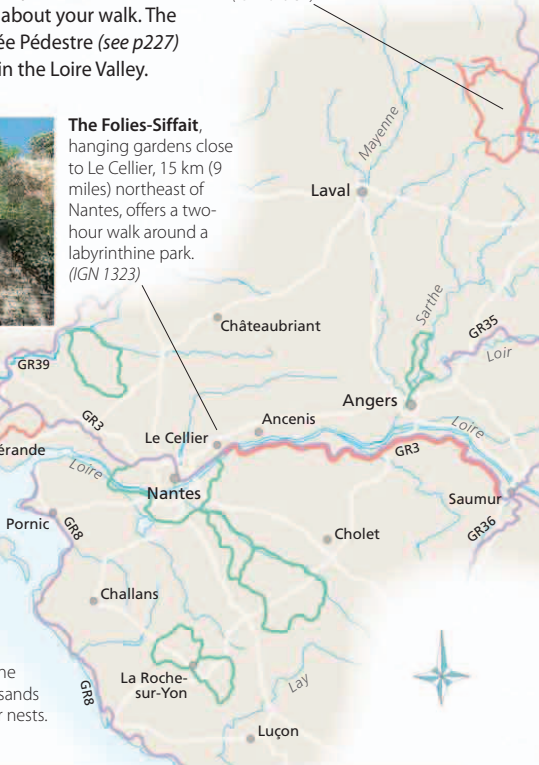 about your walk. The
ée Pédestre (see p227)
in the Loire Valley.
The Folies-Siffait,
hanging gardens close
to Le Cellier, 15 km (9
miles) northeast of
Nantes, offers a two-
hour walk around a
labyrinthine park.
(IGN 1323)
Mayenne
Laval
Sarthe
Châteaubriant
GR35
Loir
GR39
Angers
GR3
Ancenis
Loire
Le Cellier
GR3
érande
Loire
Nantes
Saumur
Pornic
GR8
Cholet
GR36
Challans
La Roche-
sur-Yon
Lay
ne
sands
r nests.
GR8
Luçon